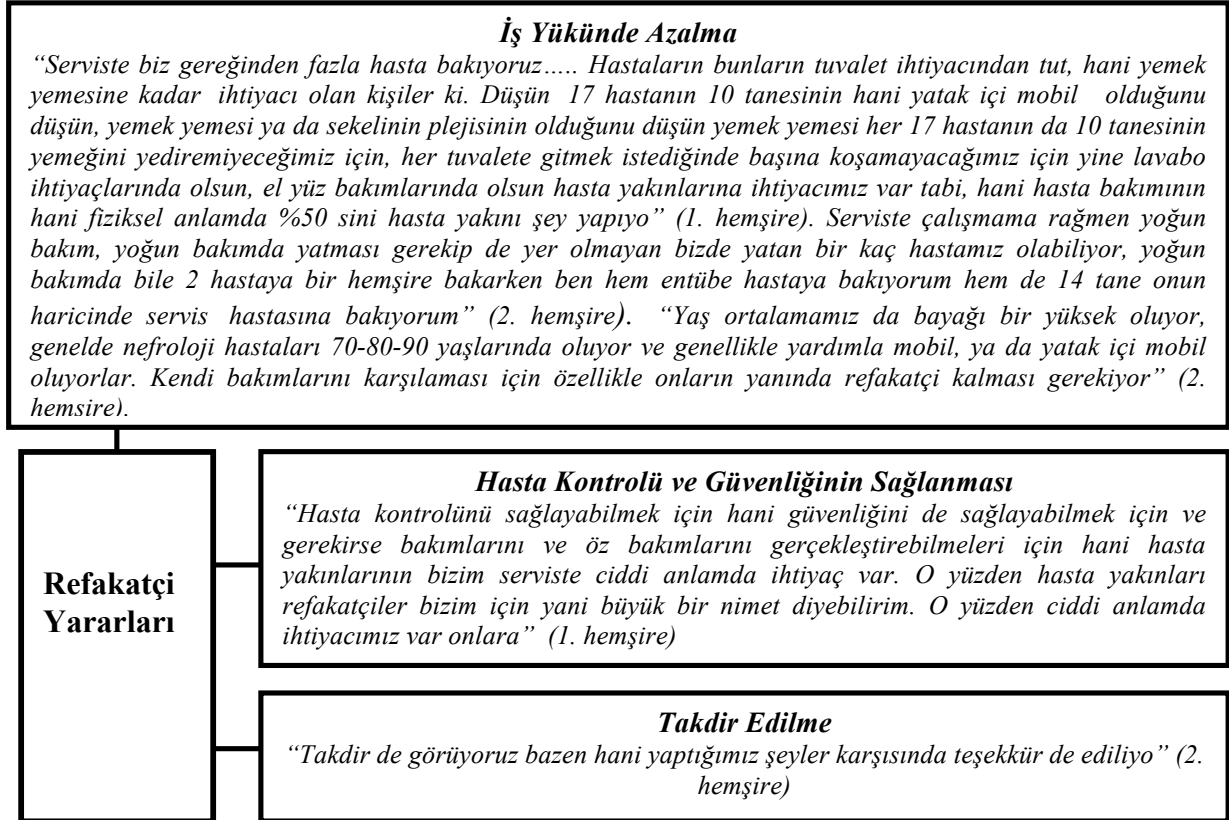 İş Yükünde Azalma
“Serviste biz gereğinden fazla hasta bakıyoruz….. Hastaların bunların tuvalet ihtiyacından tut, hani yemek
yemesine kadar ihtiyacı olan kişiler ki. Düşün 17 hastanın 10 tanesinin hani yatak içi mobil olduğunu
düşün, yemek yemesi ya da sekelinin plejisinin olduğunu düşün yemek yemesi her 17 hastanın da 10 tanesinin
yemeğini yediremiyeceğimiz için, her tuvalete gitmek istediğinde başına koşamayacağımız için yine lavabo
ihtiyaçlarında olsun, el yüz bakımlarında olsun hasta yakınlarına ihtiyacımız var tabi, hani hasta bakımının
hani fiziksel anlamda %50 sini hasta yakını şey yapıyo” (1. hemşire). Serviste çalışmama rağmen yoğun
bakım, yoğun bakımda yatması gerekip de yer olmayan bizde yatan bir kaç hastamız olabiliyor, yoğun
bakımda bile 2 hastaya bir hemşire bakarken ben hem entübe hastaya bakıyorum hem de 14 tane onun
haricinde servis hastasına bakıyorum” (2. hemşire). “Yaş ortalamamız da bayağı bir yüksek oluyor,
genelde nefroloji hastaları 70-80-90 yaşlarında oluyor ve genellikle yardımla mobil, ya da yatak içi mobil
oluyorlar. Kendi bakımlarını karşılaması için özellikle onların yanında refakatçi kalması gerekiyor” (2.
hemşire).
Refakatçi
Yararları
Hasta Kontrolü ve Güvenliğinin Sağlanması
“Hasta kontrolünü sağlayabilmek için hani güvenliğini de sağlayabilmek için ve
gerekirse bakımlarını ve öz bakımlarını gerçekleştirebilmeleri için hani hasta
yakınlarının bizim serviste ciddi anlamda ihtiyaç var. O yüzden hasta yakınları
refakatçiler bizim için yani büyük bir nimet diyebilirim. O yüzden ciddi anlamda
ihtiyacımız var onlara” (1. hemşire)
Takdir Edilme
“Takdir de görüyoruz bazen hani yaptığımız şeyler karşısında teşekkür de ediliyo” (2.
hemşire)